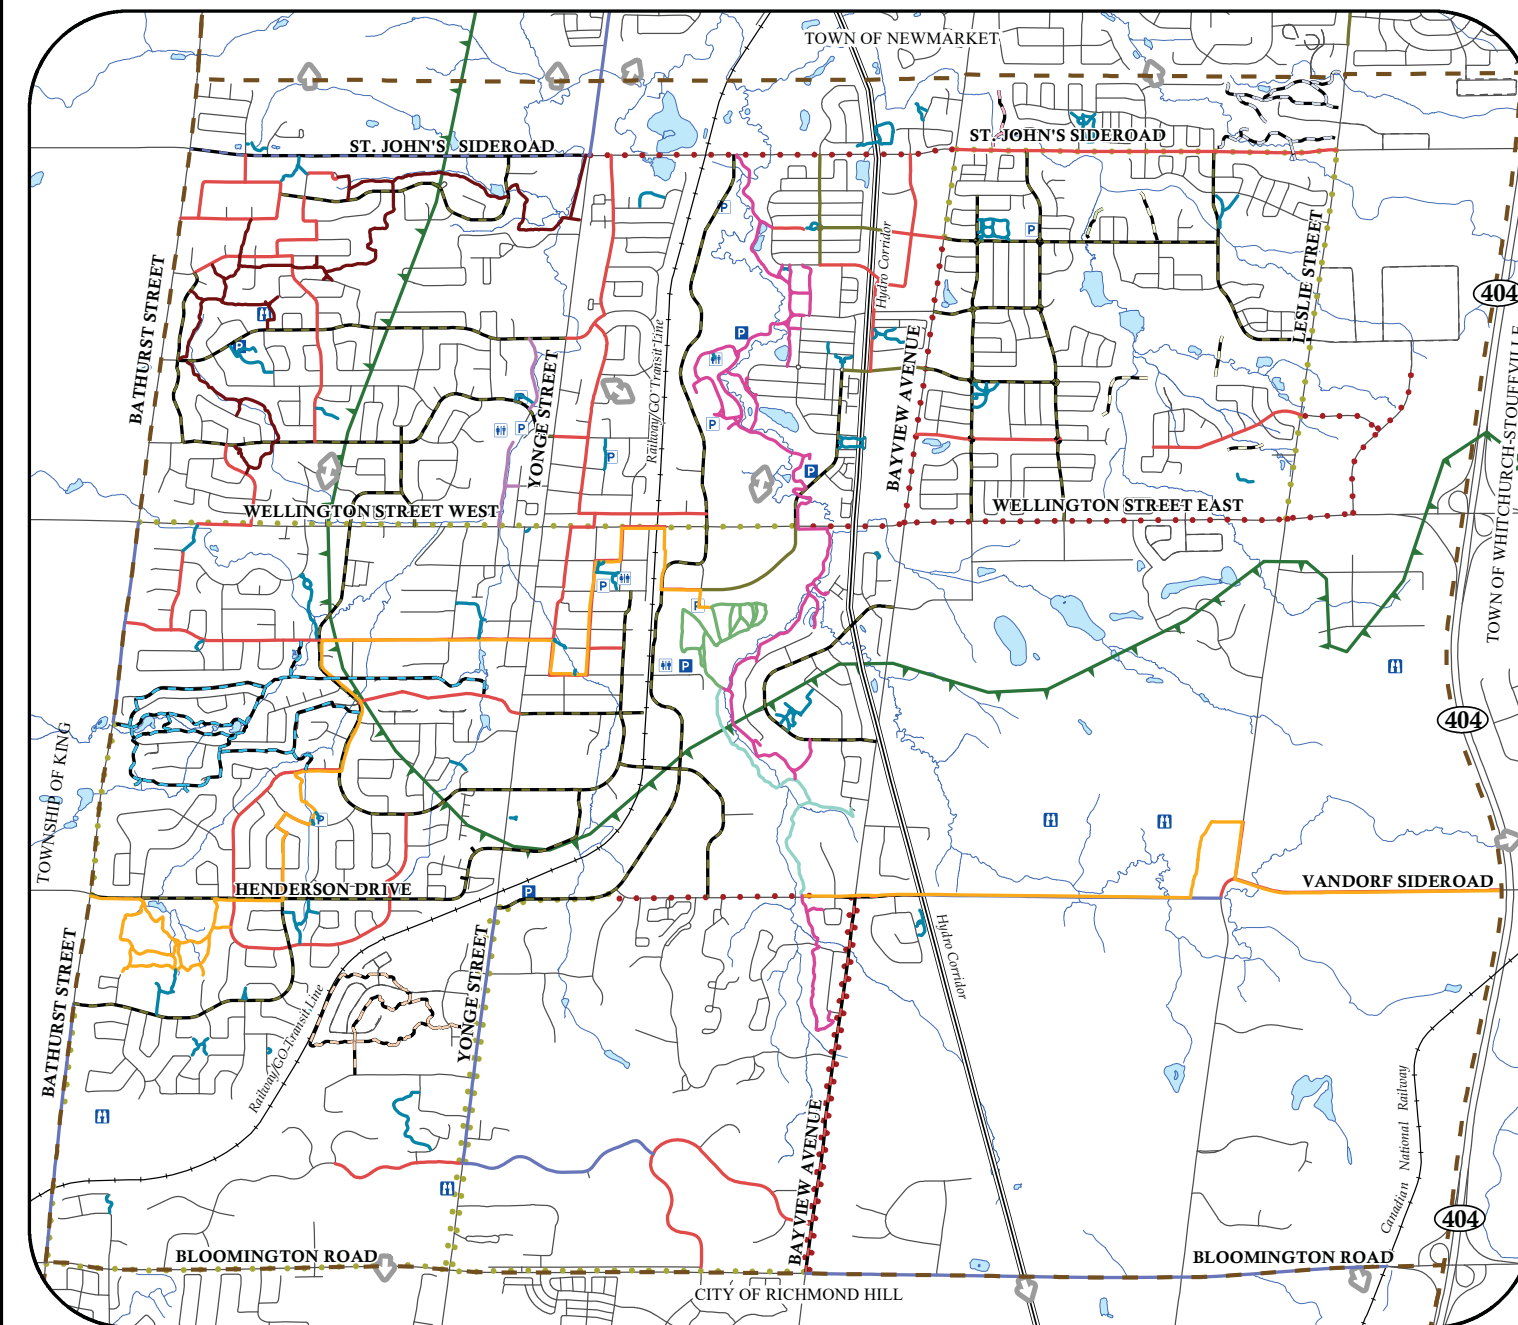 TOWN OF NEWMARKET
ST. JOHN'S SIDEROAD
ST. JOHN'S SIDEROAD
BATHURST STREET
YONGE STREET
Railway/GO Transit Line
Hydro Corridor
BAYVIEW AVENUE
LESLIE STREET
404
TOWN OF WHITCHURCH-STOUFFVILLE
P
P
P
P
P
P
P
P
P
WELLINGTON STREET WEST
WELLINGTON STREET EAST
P
P
P
404
TOWNSHIP OF KING
P
HENDERSON DRIVE
P
VANDORF SIDEROAD
BATHURST STREET
YONGE STREET
Railway/GO Transit Line
Hydro Corridor
BAYVIEW AVENUE
Canadian National Railway
404
BLOOMINGTON ROAD
BLOOMINGTON ROAD
CITY OF RICHMOND HILL